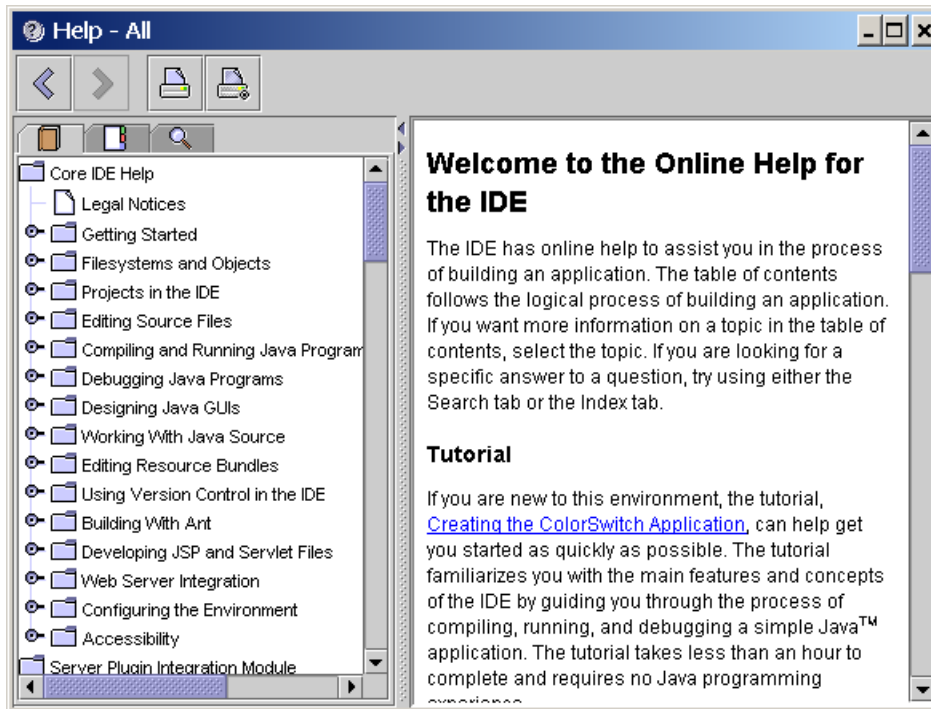 Help - All
Core IDE Help
Legal Notices
Getting Started
Filesystems and Objects
Projects in the IDE
Editing Source Files
Compiling and Running Java Program
Debugging Java Programs
Designing Java GUIs
Working With Java Source
Editing Resource Bundles
Using Version Control in the IDE
Building With Ant
Developing JSP and Servlet Files
Web Server Integration
Configuring the Environment
Accessibility
Server Plugin Integration Module
Welcome to the Online Help for
the IDE
The IDE has online help to assist you in the process
of building an application. The table of contents
follows the logical process of building an application.
If you want more information on a topic in the table of
contents, select the topic. If you are looking for a
specific answer to a question, try using either the
Search tab or the Index tab.
Tutorial
If you are new to this environment, the tutorial,
Creating the ColorSwitch Application, can help get
you started as quickly as possible. The tutorial
familiarizes you with the main features and concepts
of the IDE by guiding you through the process of
compiling, running, and debugging a simple Java™
application. The tutorial takes less than an hour to
complete and requires no Java programming
experience.